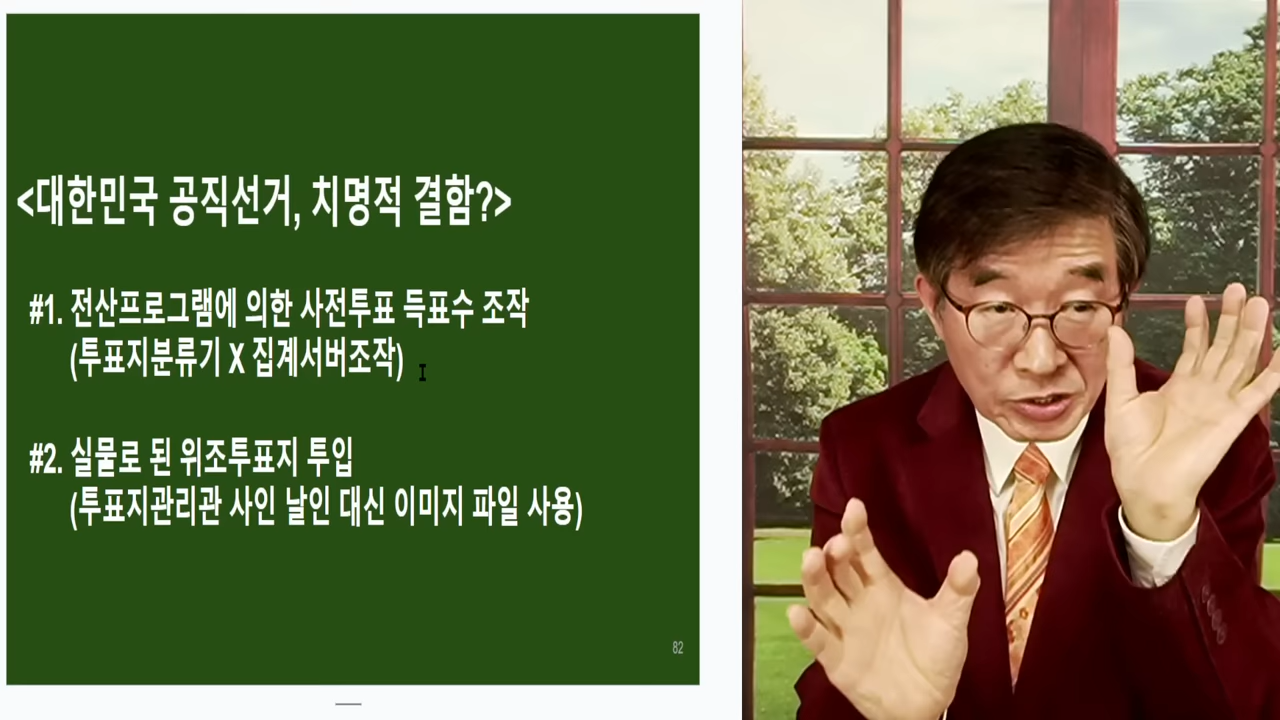 <대한민국 공직선거, 치명적 결함?>
#1. 전산프로그램에 의한 사전투표 득표수 조작
(투표지분류기 X 집계서버조작)
#2. 실물로 된 위조투표지 투입
(투표지관리관 사인 날인 대신 이미지 파일 사용)
82